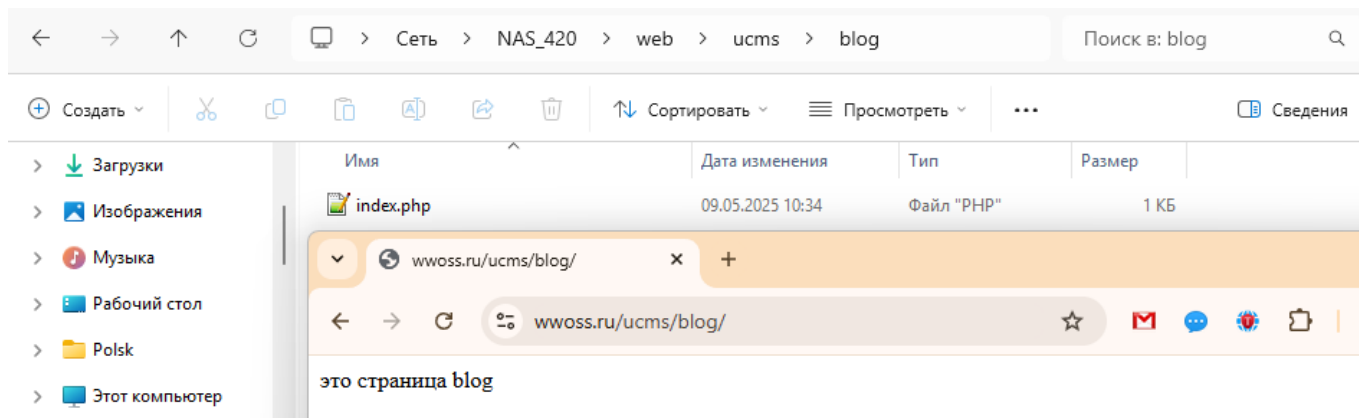 Сеть > NAS_420 > web > ucms > blog Поиск в: blog
Создать Сортировать Просмотреть ... Сведения
Загрузки
Изображения
Музыка
Рабочий стол
Polsk
Этот компьютер
Имя Дата изменения Тип Размер
index.php 09.05.2025 10:34 Файл "PHP" 1 КБ
wwoss.ru/ucms/blog/
wwoss.ru/ucms/blog/
это страница blog